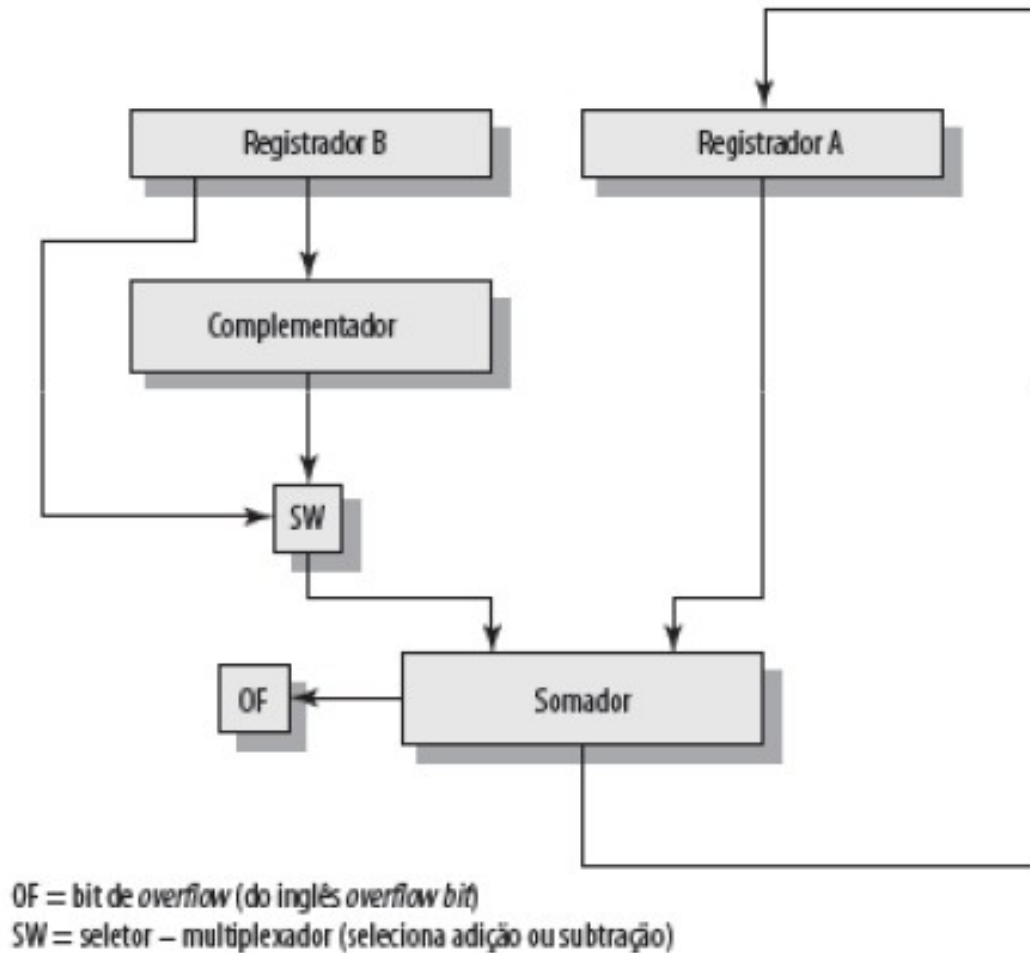 Registrador B
Registrador A
Complementador
SW
OF
Somador
OF = bit de overflow (do inglês overflow bit)
SW = seletor – multiplexador (seleciona adição ou subtração)